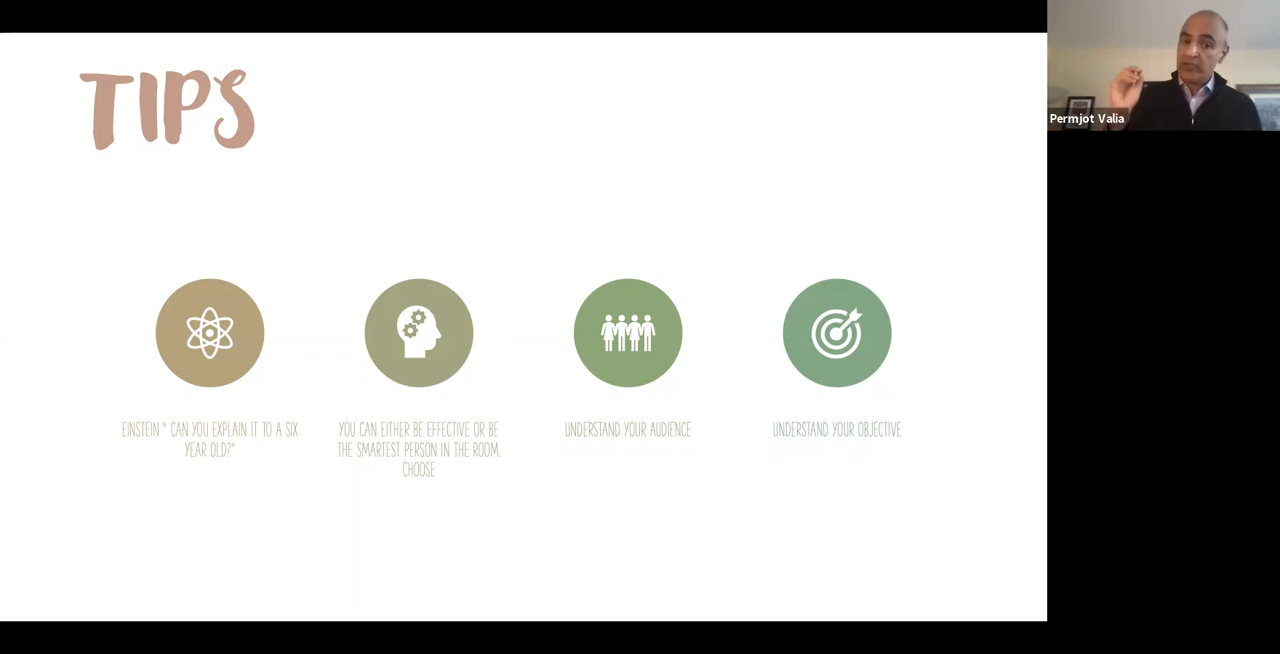 TIPS
EINSTEIN " CAN YOU EXPLAIN IT TO A SIX
YEAR OLD?"
YOU CAN EITHER BE EFFECTIVE OR BE
THE SMARTEST PERSON IN THE ROOM.
CHOOSE
UNDERSTAND YOUR AUDIENCE
UNDERSTAND YOUR OBJECTIVE
Permjot Valia